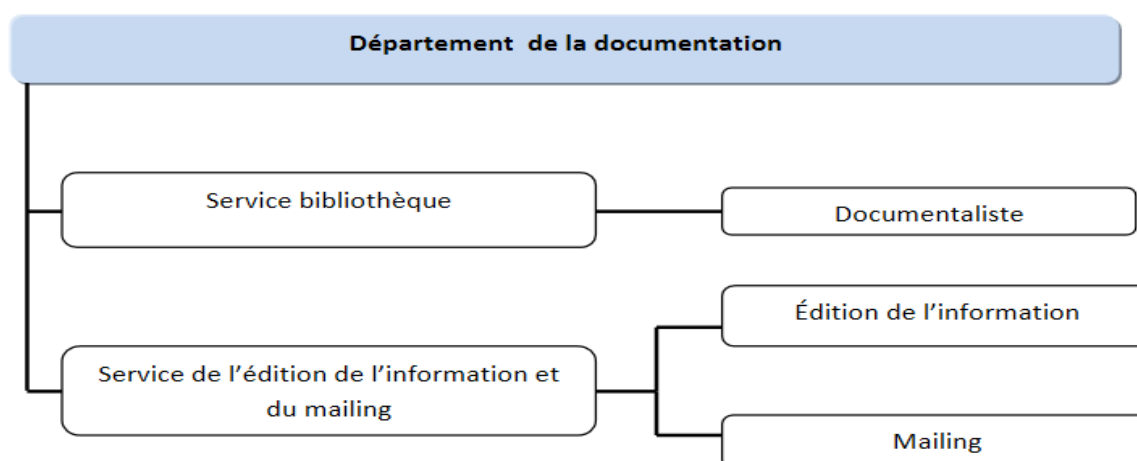 Département de la documentation
Service bibliothèque
Documentaliste
Édition de l’information
Service de l’édition de l’information et
du mailing
Mailing